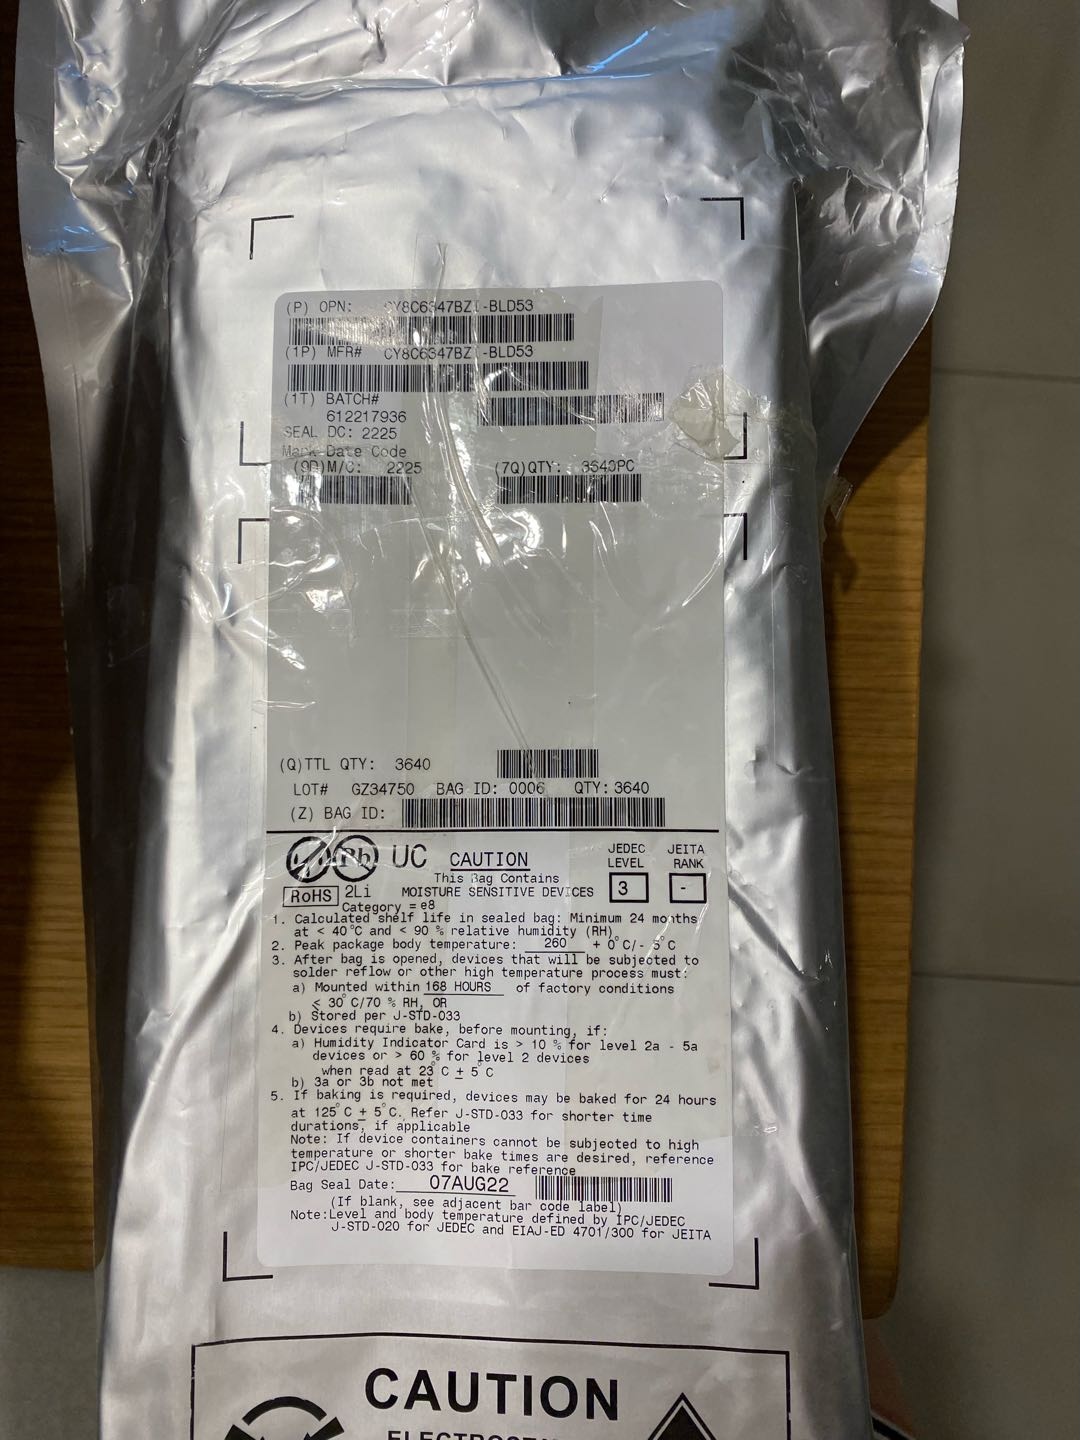 (P) OPN: CY8C6347BZI-BLD53
(1P) MFR# CY8C6347BZI-BLD53
(1T) BATCH#
612217936
SEAL DC: 2225
Mark Date Code
(9D)M/C: 2225 (7Q)QTY: 3640PC
(Q)TTL QTY: 3640
LOT# GZ34750 BAG ID: 0006 QTY:3640
(Z) BAG ID:
Pb UC CAUTION
JEDEC LEVEL 3
JEITA RANK -
This Bag Contains
MOISTURE SENSITIVE DEVICES
RoHS 2Li
Category = e8
1. Calculated shelf life in sealed bag: Minimum 24 months
at < 40°C and < 90 % relative humidity (RH)
2. Peak package body temperature: 260 + 0°C/- 5°C
3. After bag is opened, devices that will be subjected to
solder reflow or other high temperature process must:
a) Mounted within 168 HOURS of factory conditions
≤ 30°C/70 % RH, OR
b) Stored per J-STD-033
4. Devices require bake, before mounting, if:
a) Humidity Indicator Card is > 10 % for level 2a - 5a
devices or > 60 % for level 2 devices
when read at 23°C ± 5°C
b) 3a or 3b not met
5. If baking is required, devices may be baked for 24 hours
at 125°C ± 5°C. Refer J-STD-033 for shorter time
durations, if applicable
Note: If device containers cannot be subjected to high
temperature or shorter bake times are desired, reference
IPC/JEDEC J-STD-033 for bake reference
Bag Seal Date: 07AUG22
(If blank, see adjacent bar code label)
Note:Level and body temperature defined by IPC/JEDEC
J-STD-020 for JEDEC and EIAJ-ED 4701/300 for JEITA
CAUTION